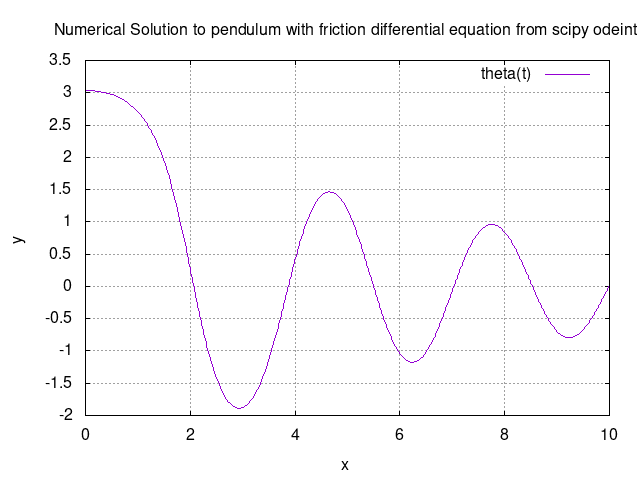 Numerical Solution to pendulum with friction differential equation from scipy odeint
3.5
theta(t)
3
2.5
2
1.5
1
0.5
y
0
-0.5
-1
-1.5
-2
0 2 4 6 8 10
x